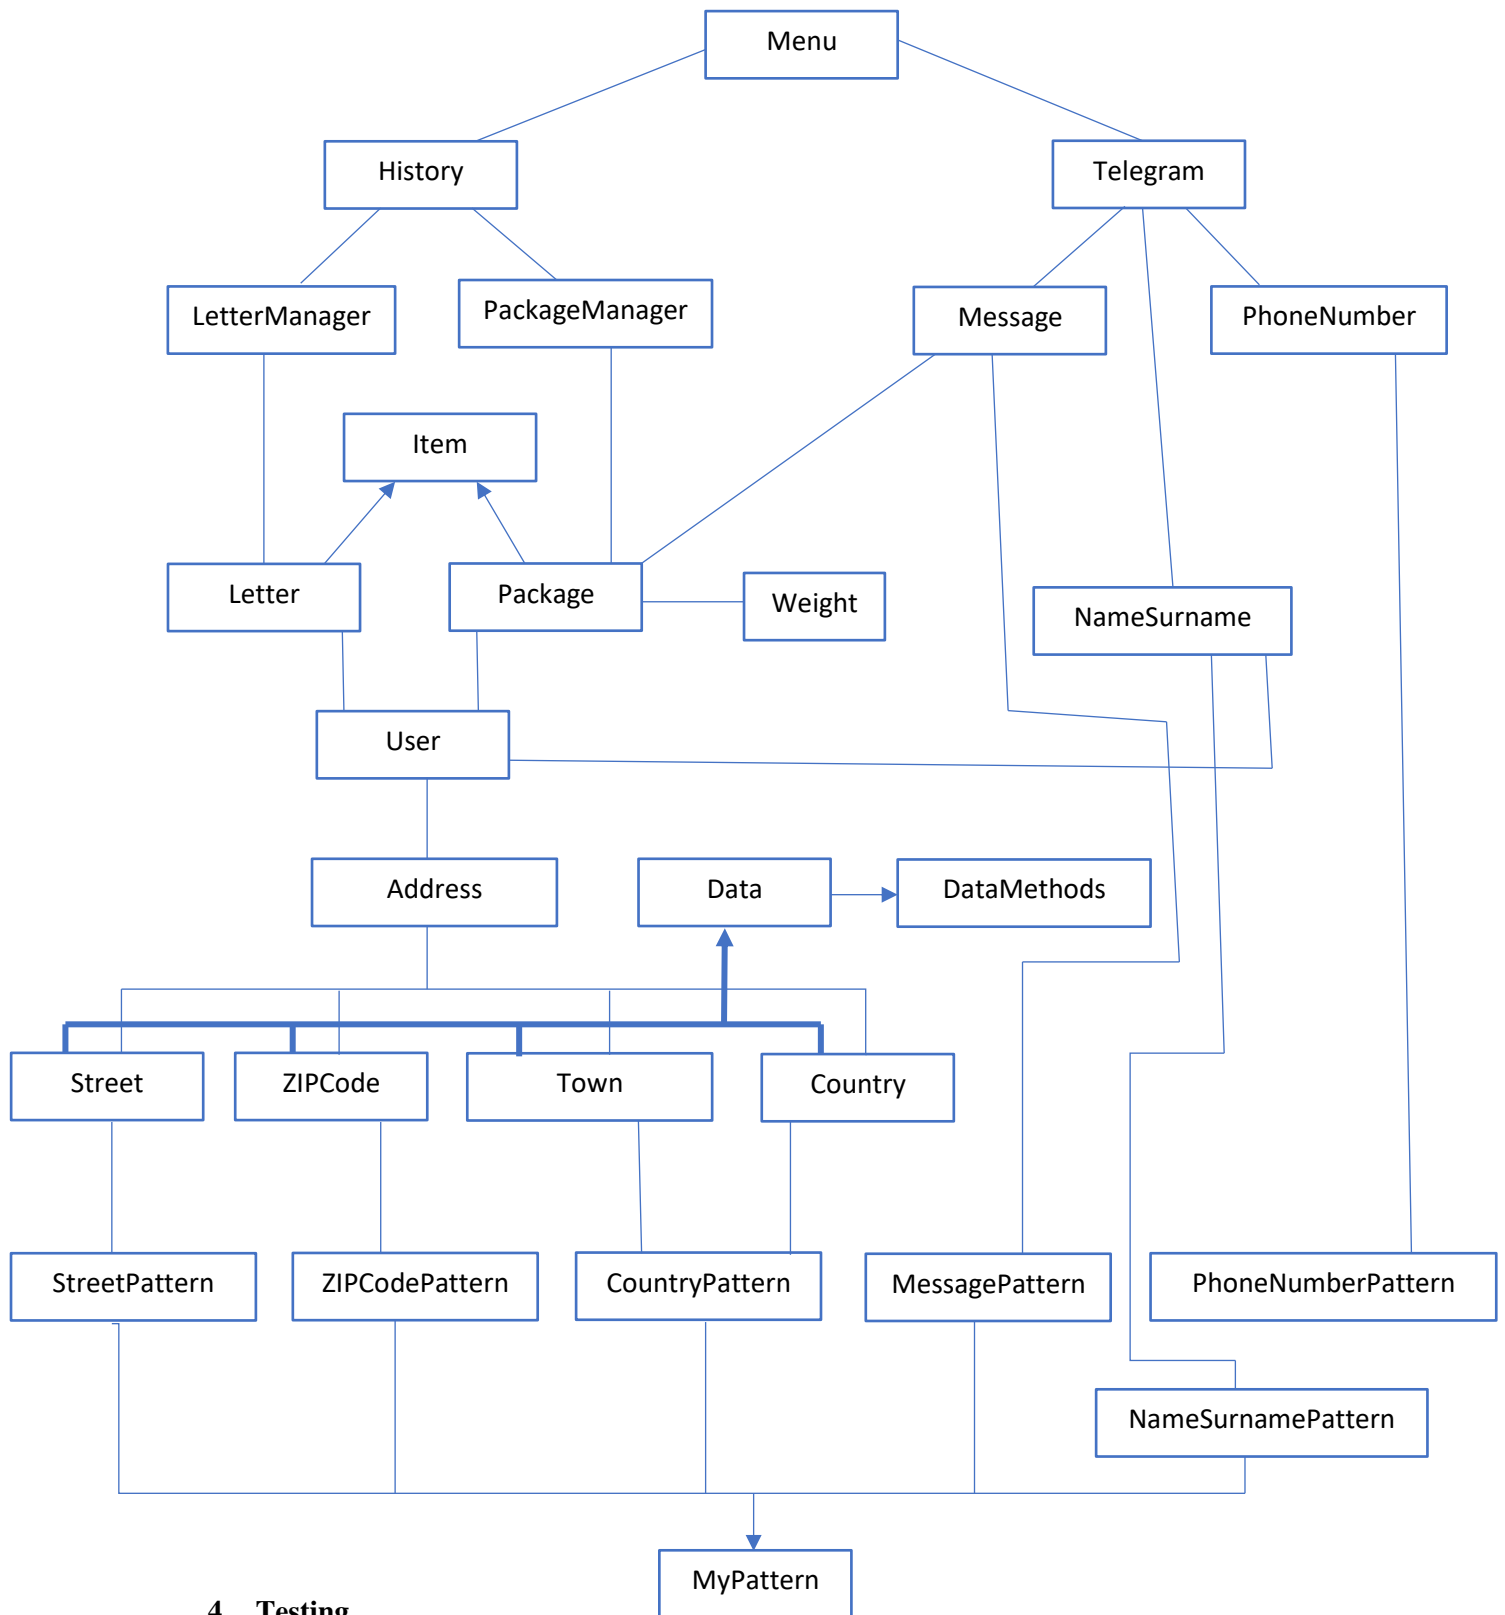 Menu
History
Telegram
LetterManager
PackageManager
Message
PhoneNumber
Item
Letter
Package
Weight
NameSurname
User
Address
Data
DataMethods
Street
ZIPCode
Town
Country
StreetPattern
ZIPCodePattern
CountryPattern
MessagePattern
PhoneNumberPattern
NameSurnamePattern
MyPattern
4 Testing